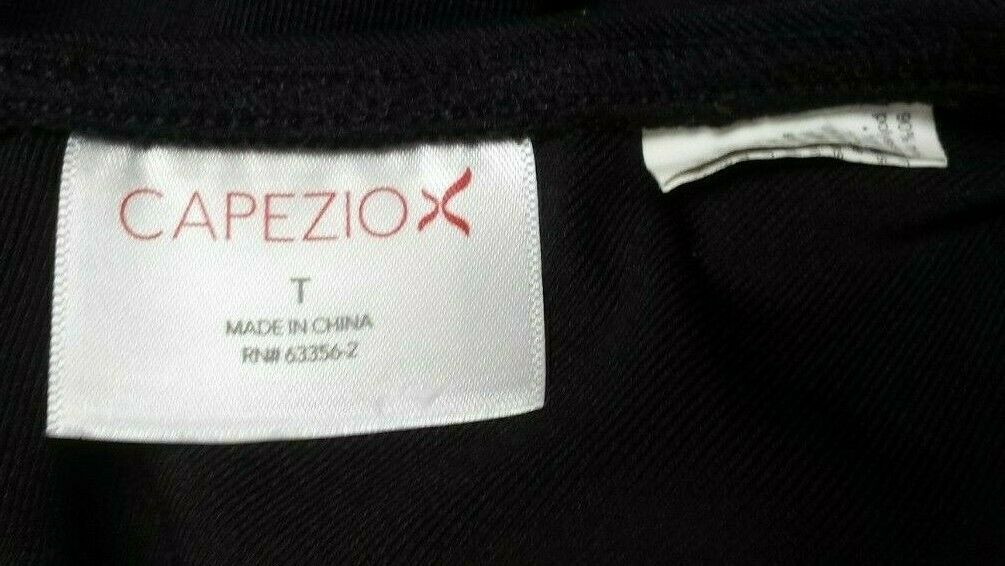 CAPEZIO
T
MADE IN CHINA
RN# 63356-2